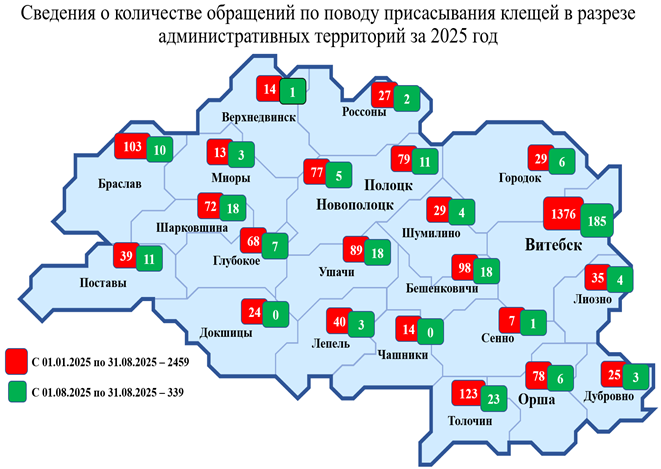 Сведения о количестве обращений по поводу присасывания клещей в разрезе
административных территорий за 2025 год
14 1
Верхнедвинск
27 2
Россоны
103 10
Браслав
13 3
Миоры
77 5
Новополоцк
79 11
Полоцк
29 6
Городок
72 18
Шарковщина
29 4
Шумилино
1376 185
Витебск
39 11
Поставы
68 7
Глубокое
89 18
Ушачи
98 18
Бешенковичи
35 4
Лиозно
24 0
Докшицы
40 3
Лепель
14 0
Чашники
7 1
Сенно
С 01.01.2025 по 31.08.2025 – 2459
С 01.08.2025 по 31.08.2025 – 339
123 23
Толочин
78 6
Орша
25 3
Дубровно